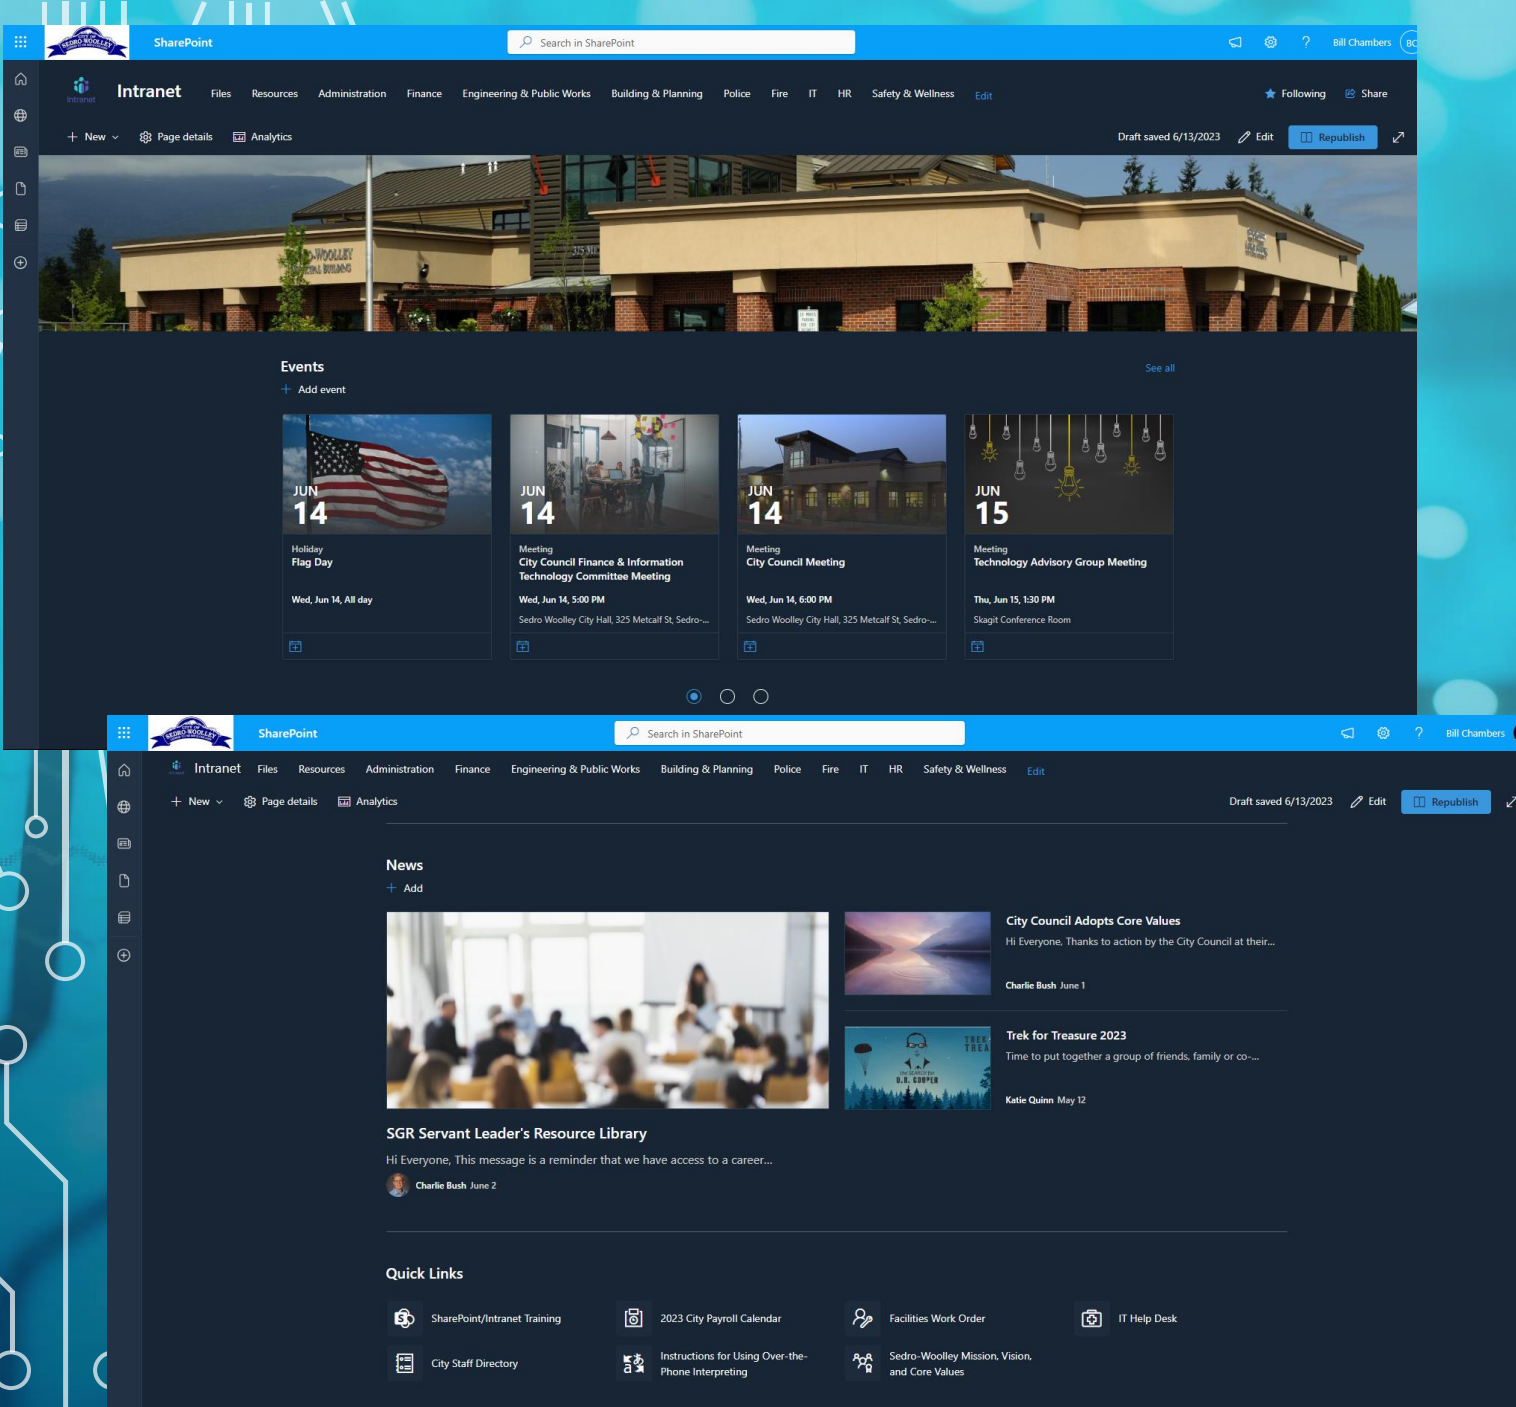 CITY OF
SEDRO-WOOLLEY
SharePoint
Search in SharePoint
?
Bill Chambers
BC
Intranet
Intranet
Files
Resources
Administration
Finance
Engineering & Public Works
Building & Planning
Police
Fire
IT
HR
Safety & Wellness
Edit
Following
Share
New
Page details
Analytics
Draft saved 6/13/2023
Edit
Republish
Events
See all
Add event
JUN
14
Holiday
Flag Day
Wed, Jun 14, All day
JUN
14
Meeting
City Council Finance & Information
Technology Committee Meeting
Wed, Jun 14, 5:00 PM
Sedro Woolley City Hall, 325 Metcalf St, Sedro-...
JUN
14
Meeting
City Council Meeting
Wed, Jun 14, 6:00 PM
Sedro Woolley City Hall, 325 Metcalf St, Sedro-...
JUN
15
Meeting
Technology Advisory Group Meeting
Thu, Jun 15, 1:30 PM
Skagit Conference Room
CITY OF
SEDRO-WOOLLEY
SharePoint
Search in SharePoint
?
Bill Chambers
Intranet
Files
Resources
Administration
Finance
Engineering & Public Works
Building & Planning
Police
Fire
IT
HR
Safety & Wellness
Edit
New
Page details
Analytics
Draft saved 6/13/2023
Edit
Republish
News
Add
SGR Servant Leader's Resource Library
Hi Everyone, This message is a reminder that we have access to a career...
Charlie Bush June 2
City Council Adopts Core Values
Hi Everyone, Thanks to action by the City Council at their...
Charlie Bush June 1
D.B. COOPER
Trek for Treasure 2023
Time to put together a group of friends, family or co-...
Katie Quinn May 12
Quick Links
SharePoint/Intranet Training
2023 City Payroll Calendar
Facilities Work Order
IT Help Desk
City Staff Directory
Instructions for Using Over-the-
Phone Interpreting
Sedro-Woolley Mission, Vision,
and Core Values